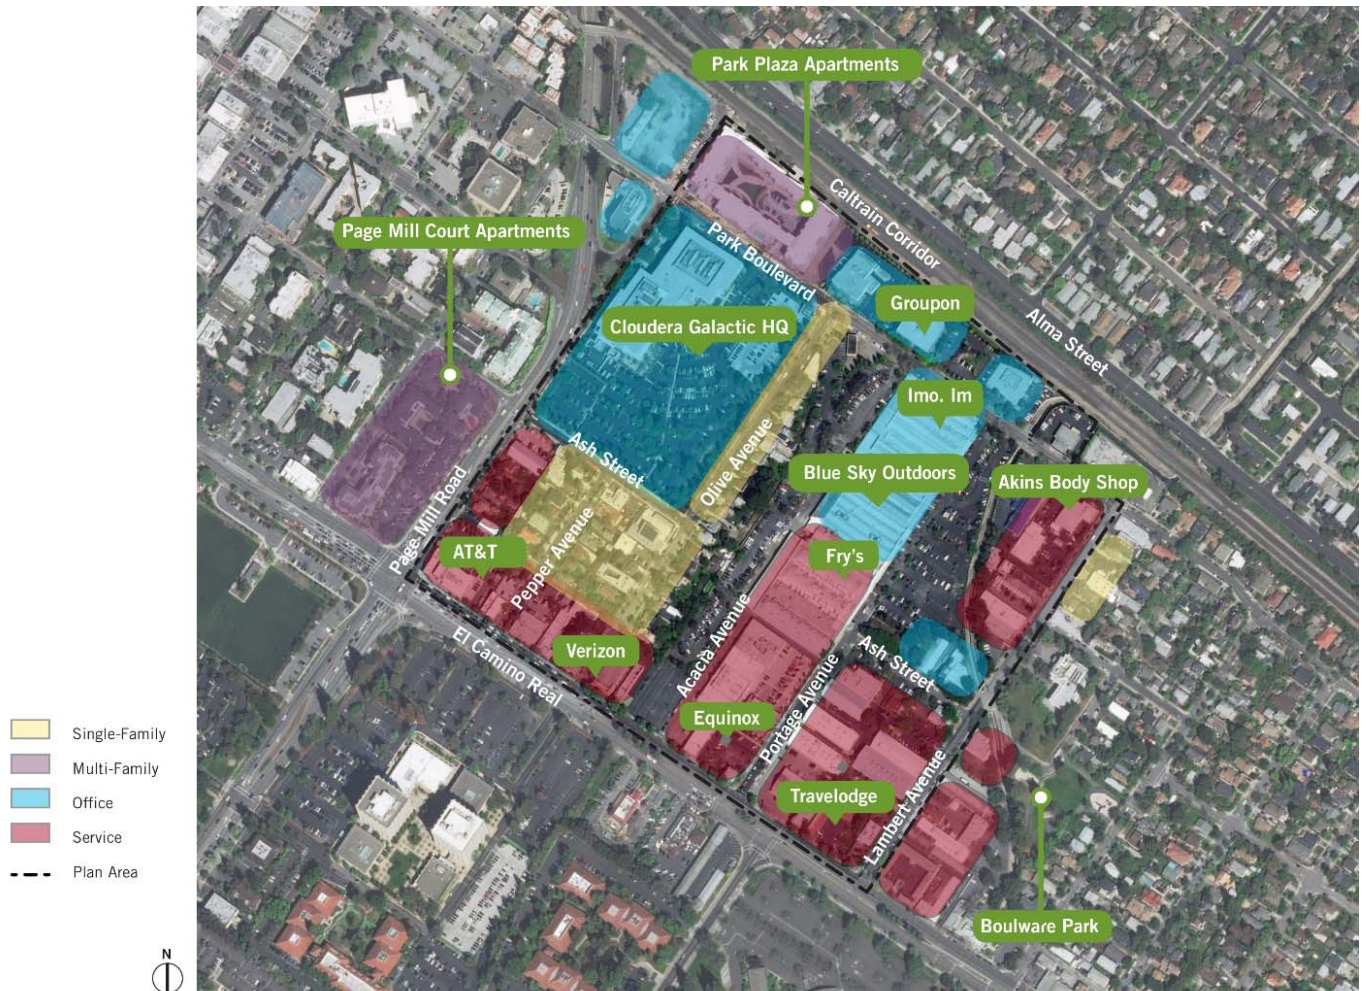 Park Plaza Apartments
Caltrain Corridor
Page Mill Court Apartments
Park Boulevard
Groupon
Alma Street
Cloudera Galactic HQ
Imo. Im
Ash Street
Olive Avenue
Blue Sky Outdoors
Akins Body Shop
Page Mill Road
AT&T
Pepper Avenue
Fry's
El Camino Real
Verizon
Acacia Avenue
Ash Street
Equinox
Portage Avenue
Travelodge
Lambert Avenue
Boulware Park
Single-Family
Multi-Family
Office
Service
Plan Area
N